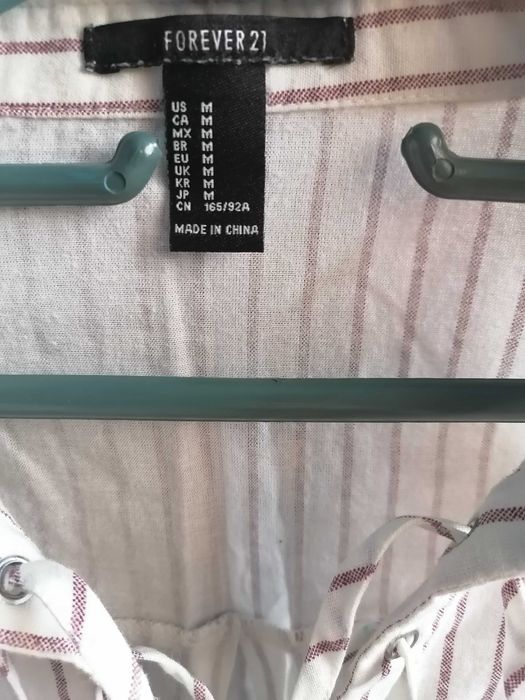 FOREVER 21
US M
CA M
MX M
BR M
EU M
UK M
KR M
JP M
CN 165/92A
MADE IN CHINA